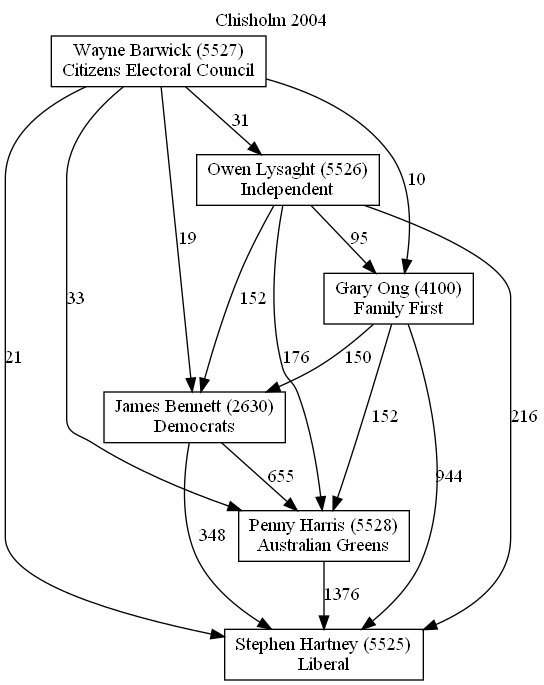 Chisholm 2004
Wayne Barwick (5527)
Citizens Electoral Council
31
Owen Lysaght (5526)
Independent
10
19
95
Gary Ong (4100)
Family First
33
152
21
176
150
James Bennett (2630)
Democrats
152
216
655
944
348
Penny Harris (5528)
Australian Greens
1376
Stephen Hartney (5525)
Liberal